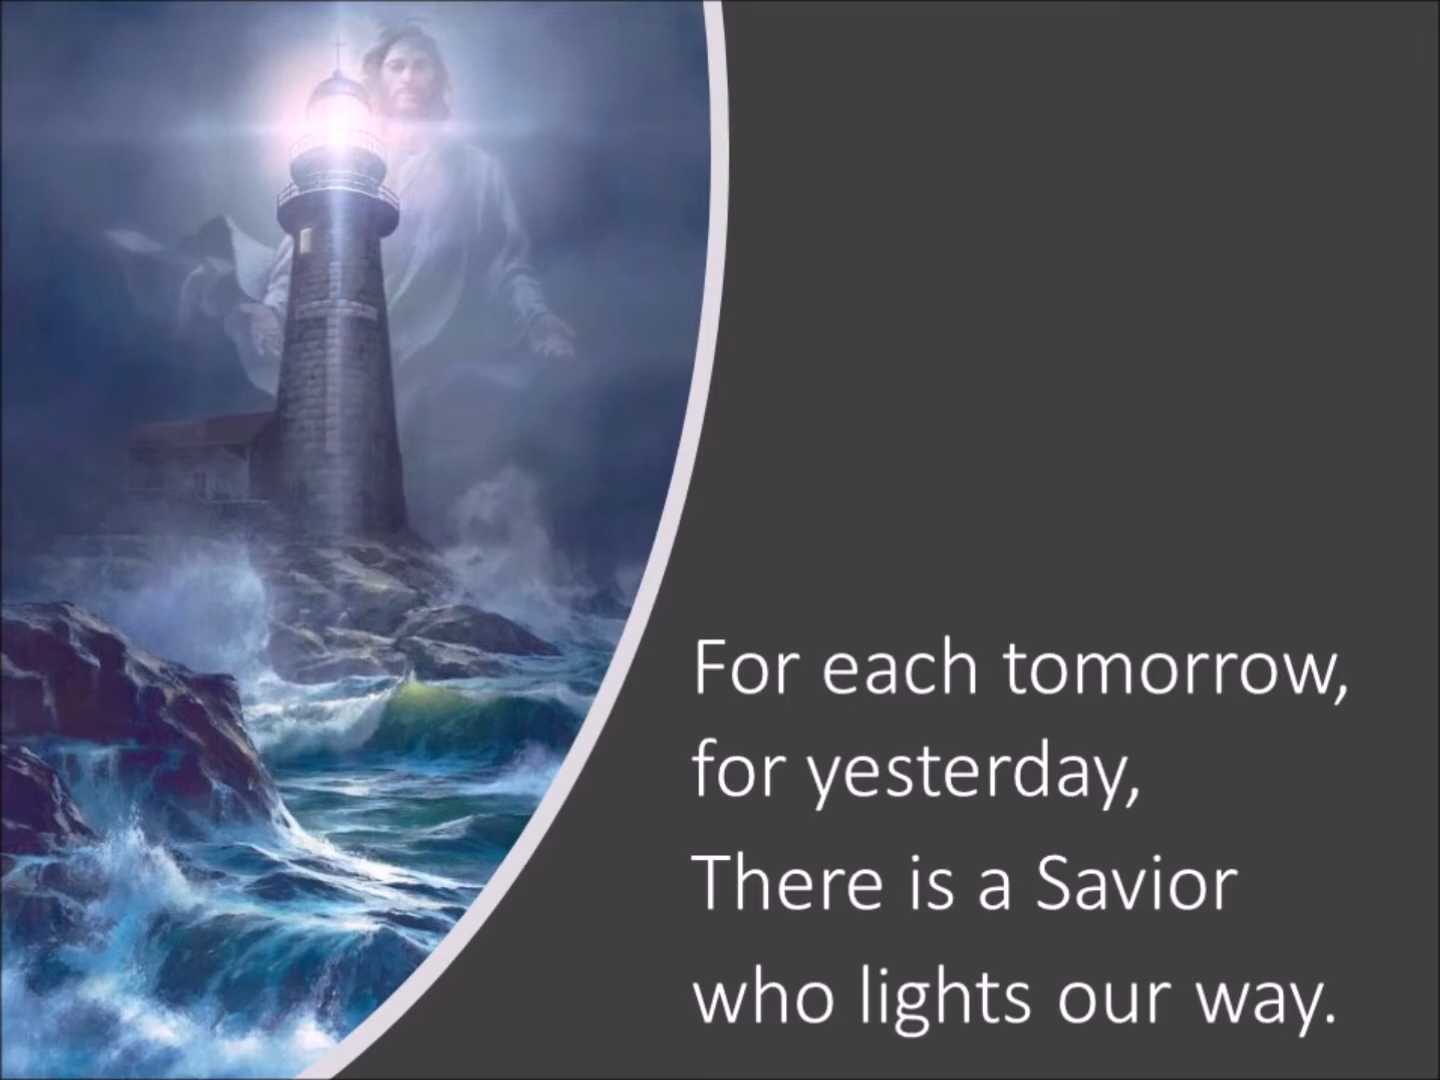 For each tomorrow,
for yesterday,
There is a Savior
who lights our way.